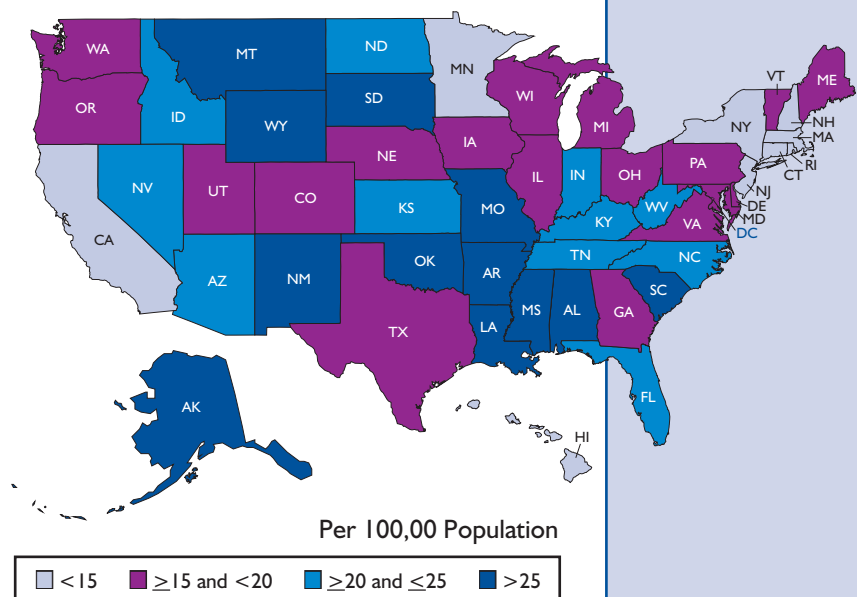 WA
MT
ND
MN
VT
ME
OR
ID
SD
WI
MI
NY
NH
MA
WY
RI
CT
NV
UT
CO
NE
IA
IL
IN
OH
PA
NJ
DE
MD
DC
CA
KS
MO
KY
WV
VA
AZ
NM
OK
AR
TN
NC
SC
TX
LA
MS
AL
GA
FL
AK
HI
Per 100,00 Population
<15
≥15 and <20
≥20 and ≤25
>25